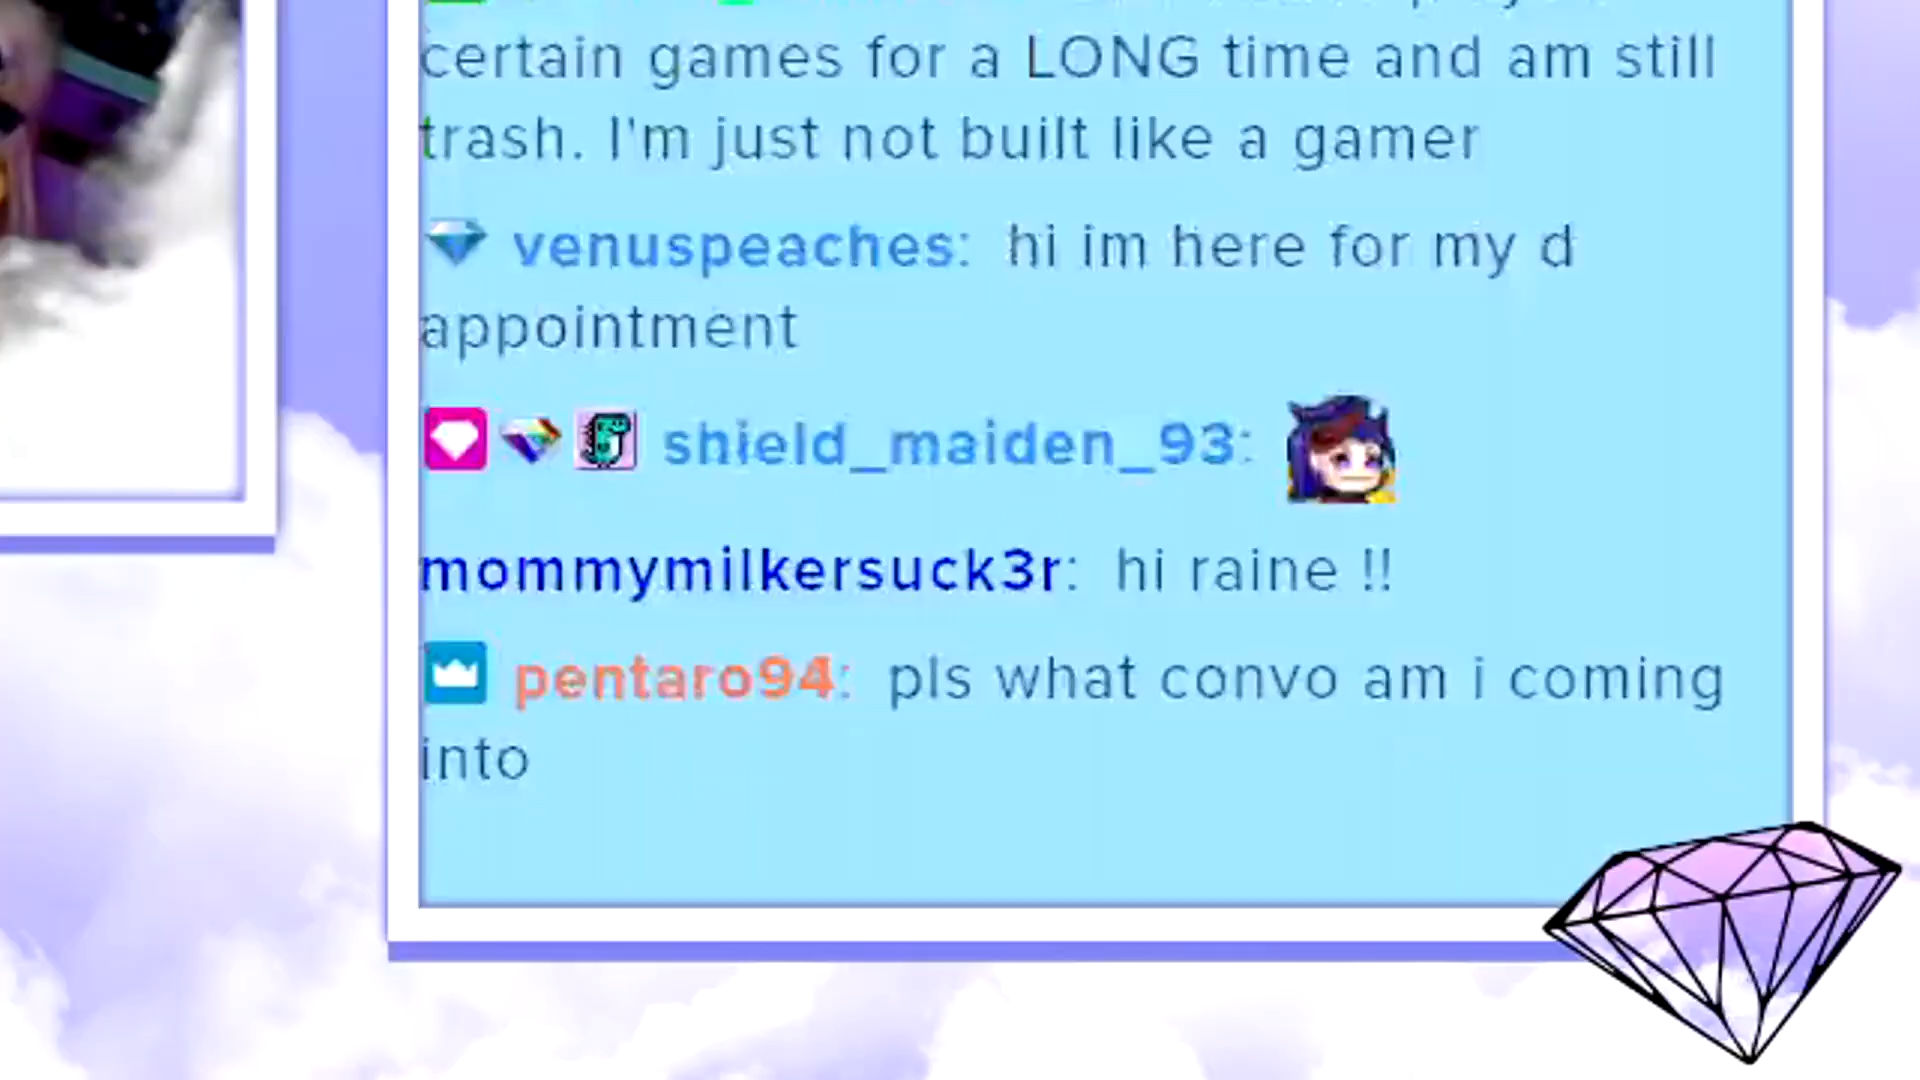 certain games for a LONG time and am still
trash. I'm just not built like a gamer
venuspeaches: hi im here for my d
appointment
shield_maiden_93:
mommymilkersuck3r: hi raine !!
pentaro94: pls what convo am i coming
into